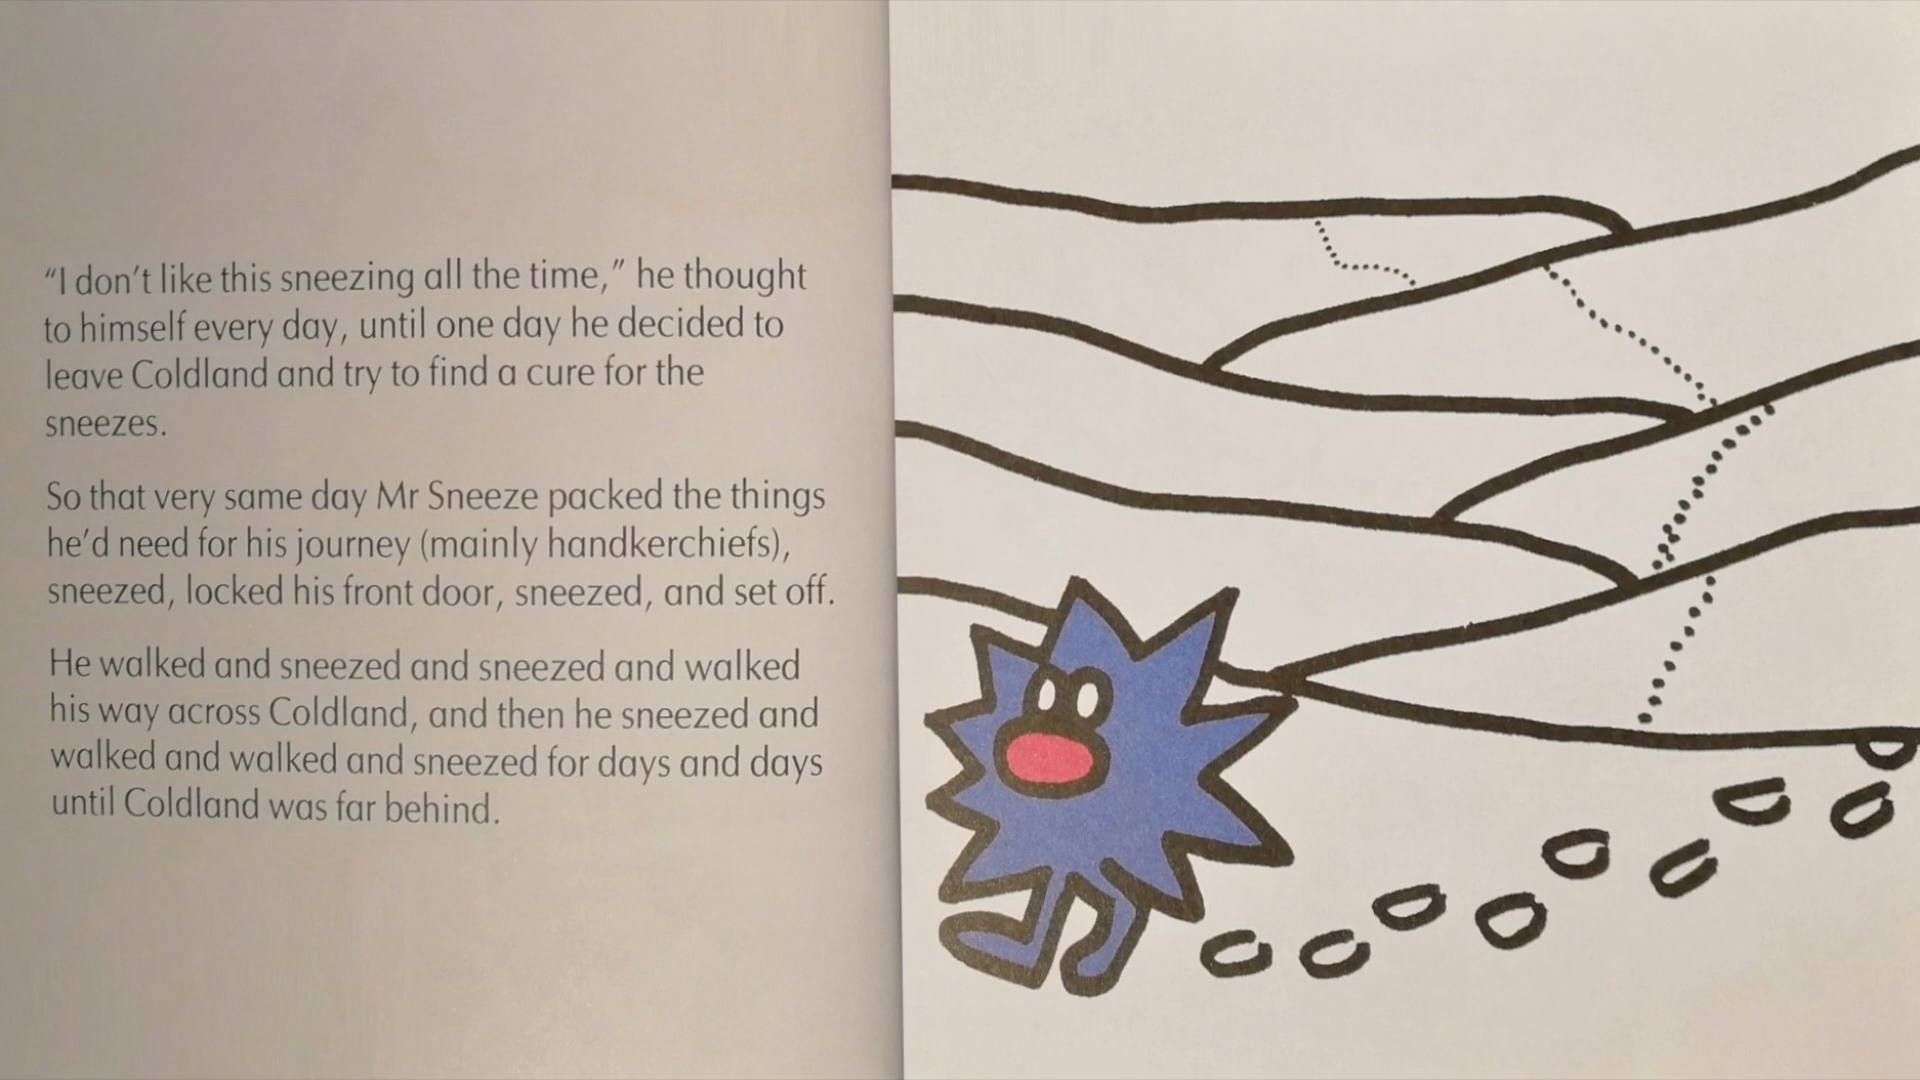 “I don’t like this sneezing all the time,” he thought
to himself every day, until one day he decided to
leave Coldland and try to find a cure for the
sneezes.
So that very same day Mr Sneeze packed the things
he’d need for his journey (mainly handkerchiefs),
sneezed, locked his front door, sneezed, and set off.
He walked and sneezed and sneezed and walked
his way across Coldland, and then he sneezed and
walked and walked and sneezed for days and days
until Coldland was far behind.